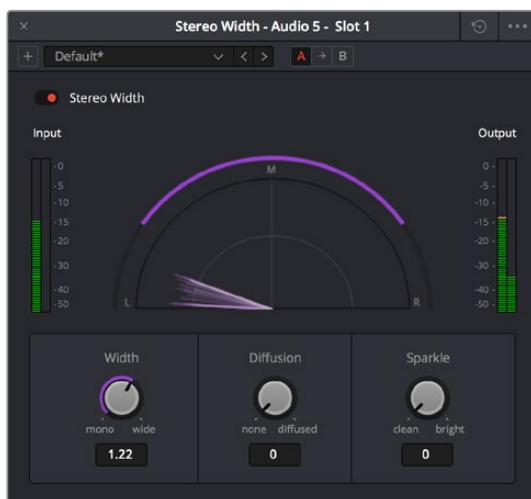 Stereo Width - Audio 5 - Slot 1
Default*
A B
Stereo Width
Input Output
-0 0-
-5 -5-
-10 -10-
-15 -15-
-20 -20-
-30 -30-
-40 -40-
-50 -50-
M
L R
Width Diffusion Sparkle
mono wide none diffused clean bright
1.22 0 0